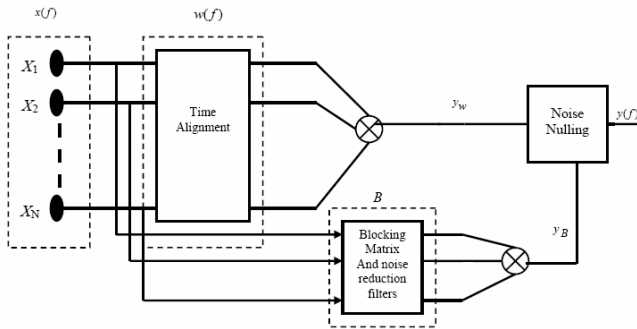 x(f)
w(f)
X1
X2
XN
Time
Alignment
yw
Noise
Nulling
y(f)
B
Blocking
Matrix
And noise
reduction
filters
yB